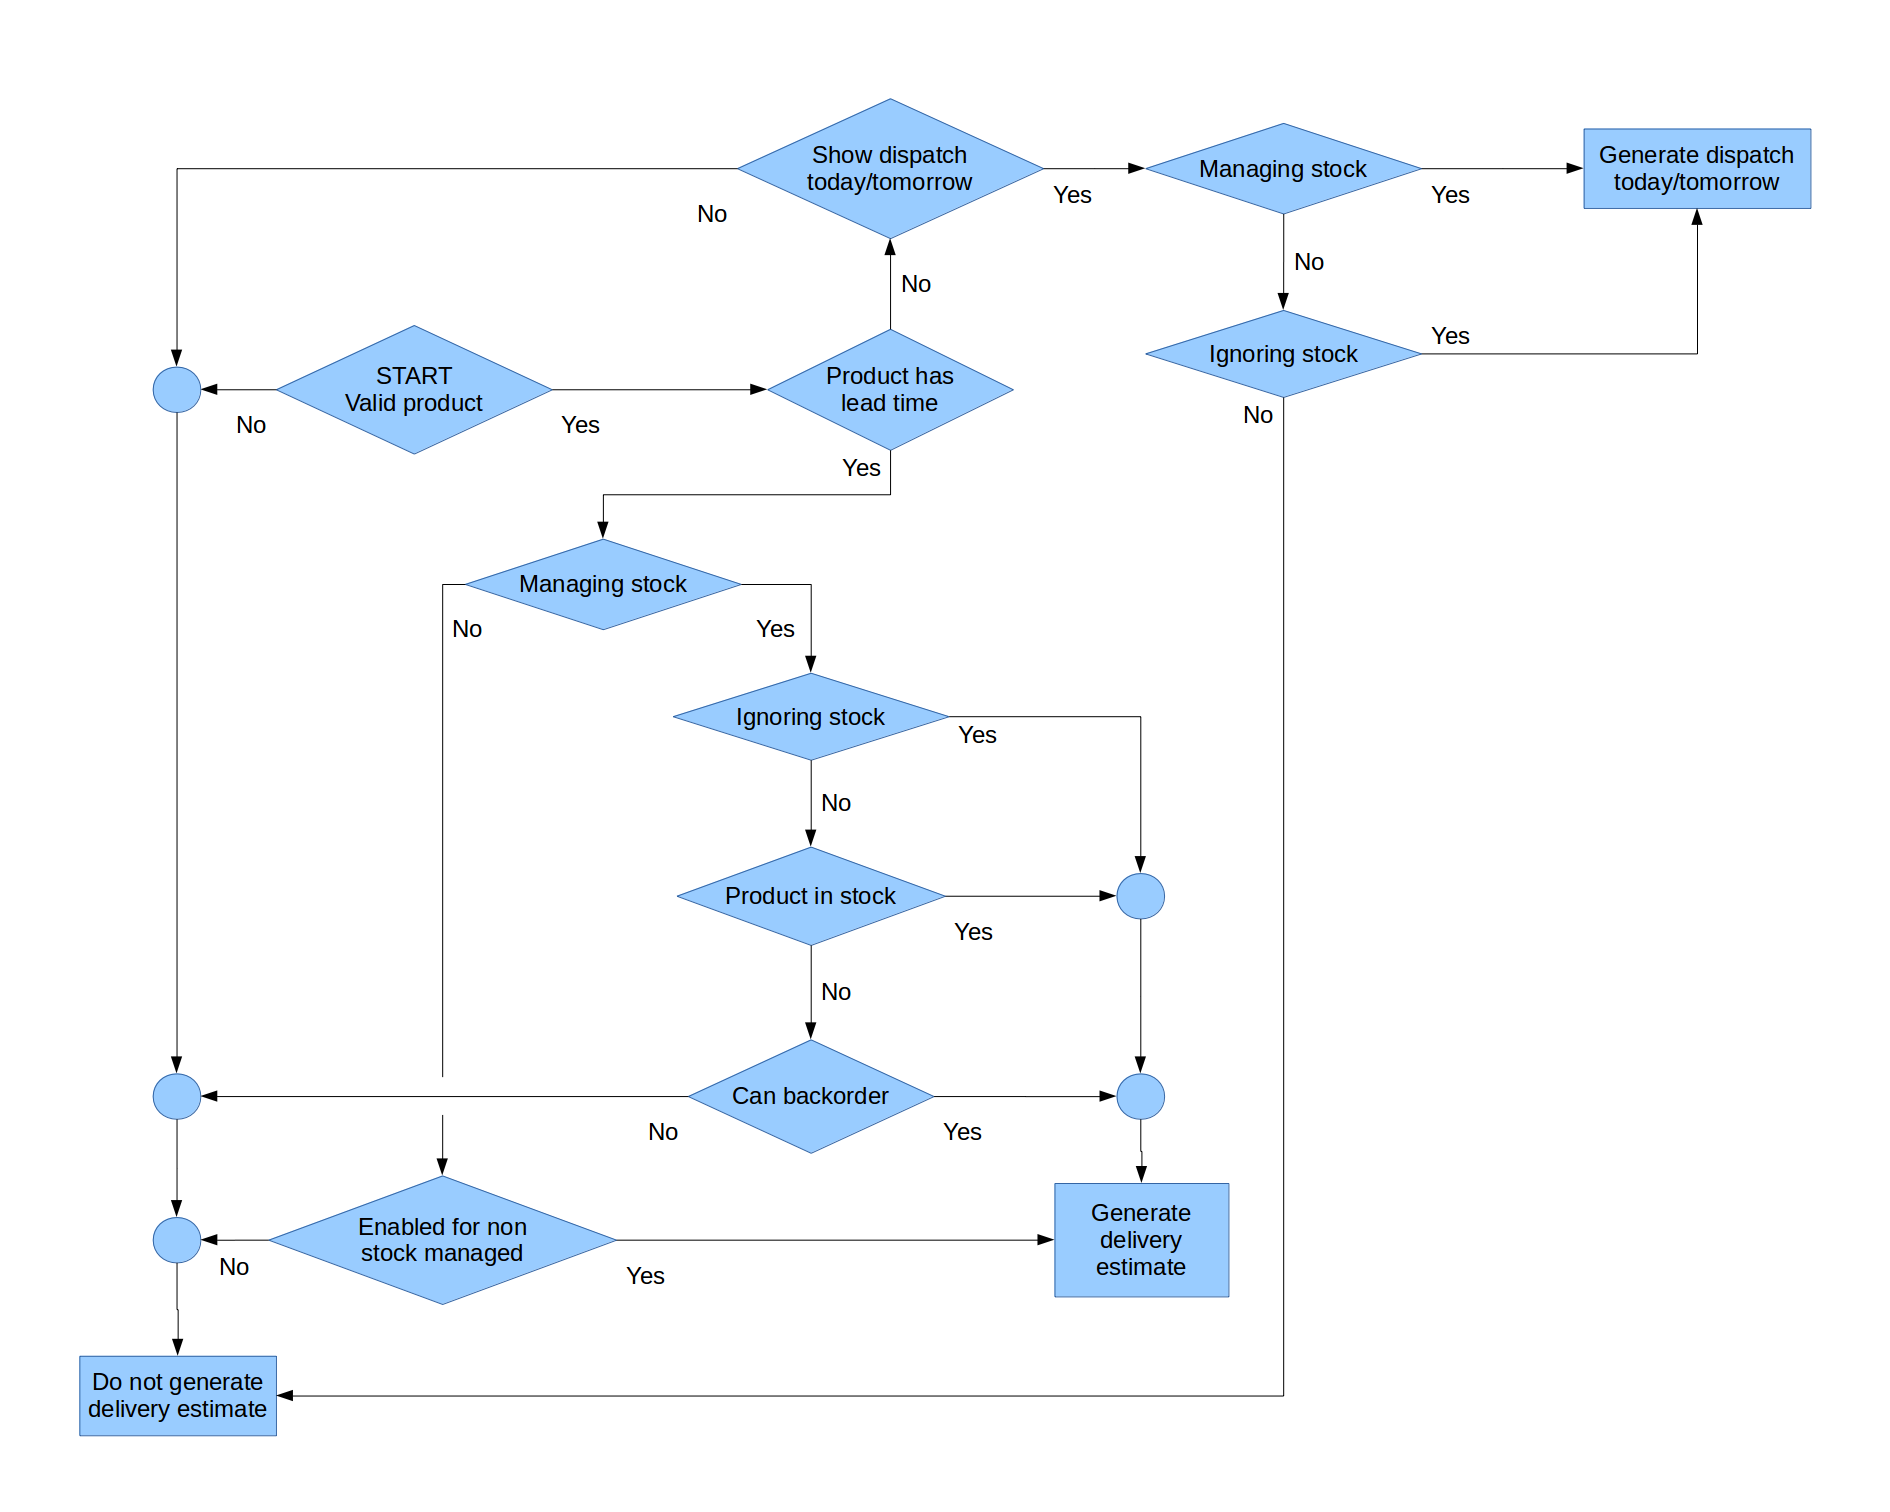 Show dispatch
today/tomorrow
Managing stock
Generate dispatch
today/tomorrow
Yes
Yes
No
No
No
Yes
Ignoring stock
START
Valid product
Product has
lead time
No
Yes
No
Yes
Managing stock
No
Yes
Ignoring stock
Yes
No
Product in stock
Yes
No
Can backorder
No
Yes
Enabled for non
stock managed
Generate
delivery
estimate
No
Yes
Do not generate
delivery estimate